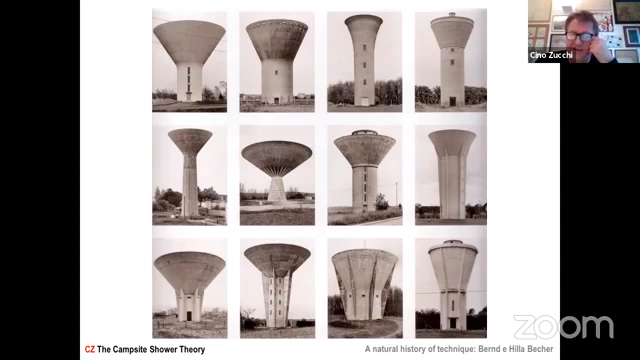 Cino Zucchi
CZ The Campsite Shower Theory
A natural history of technique: Bernd e Hilla Becher
zoom